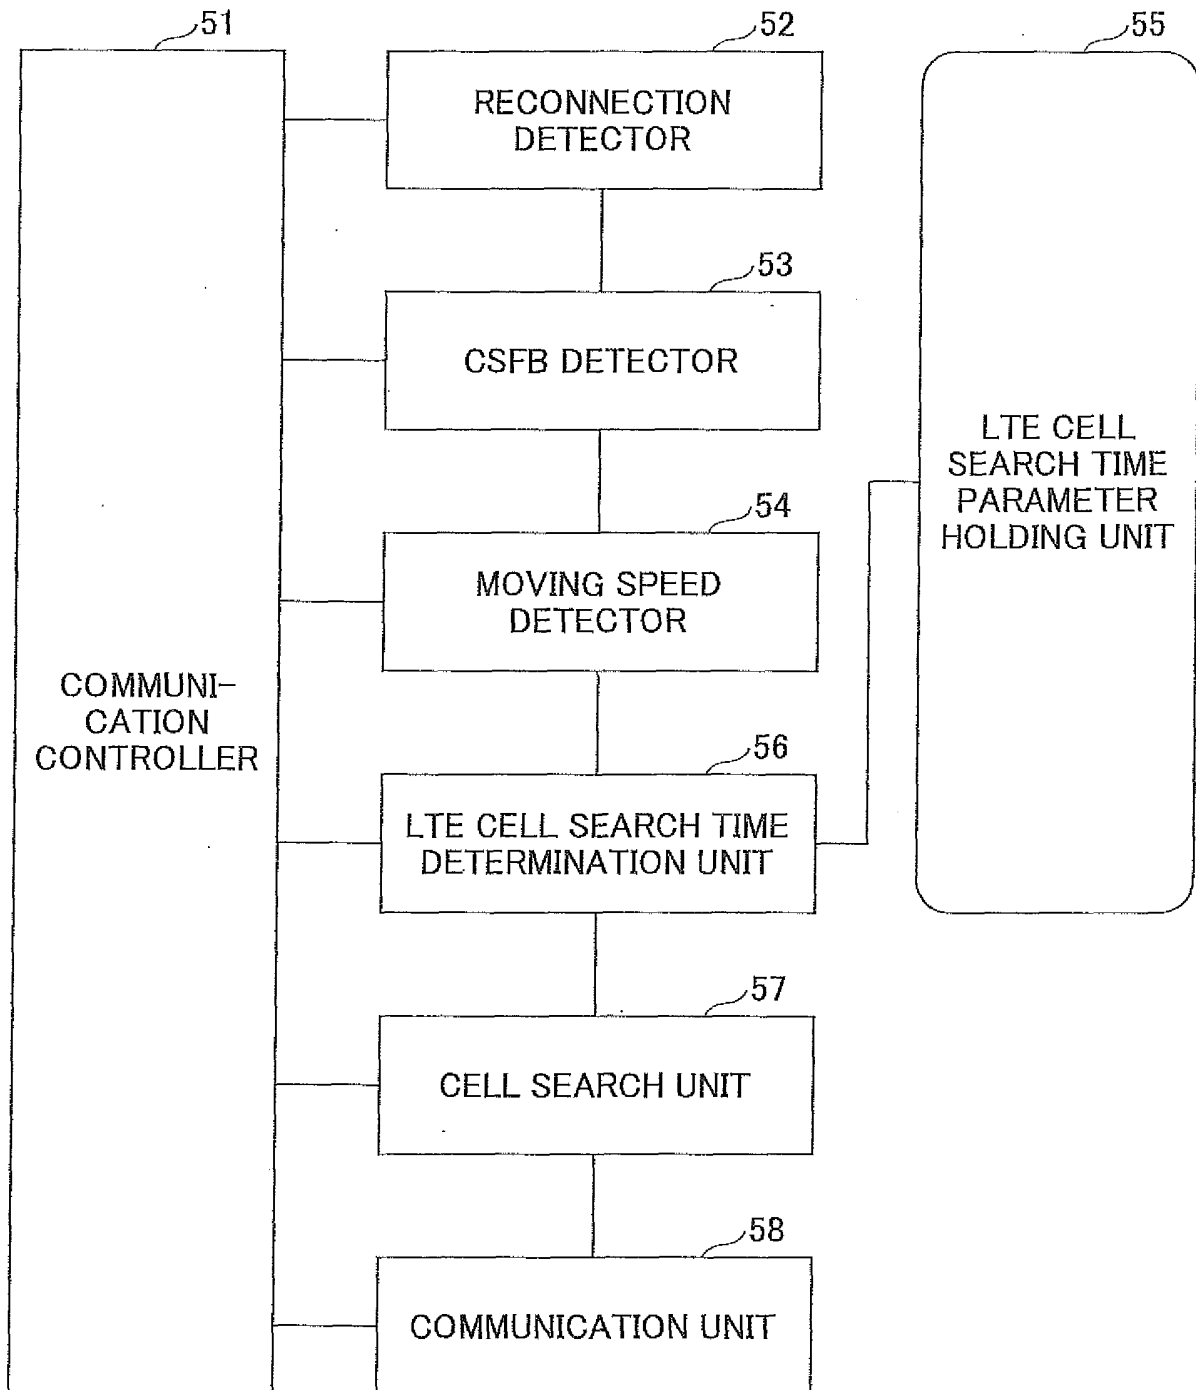 51
52
55
RECONNECTION
DETECTOR
53
CSFB DETECTOR
LTE CELL
SEARCH TIME
PARAMETER
HOLDING UNIT
54
MOVING SPEED
DETECTOR
COMMUNI-
CATION
CONTROLLER
56
LTE CELL SEARCH TIME
DETERMINATION UNIT
57
CELL SEARCH UNIT
58
COMMUNICATION UNIT